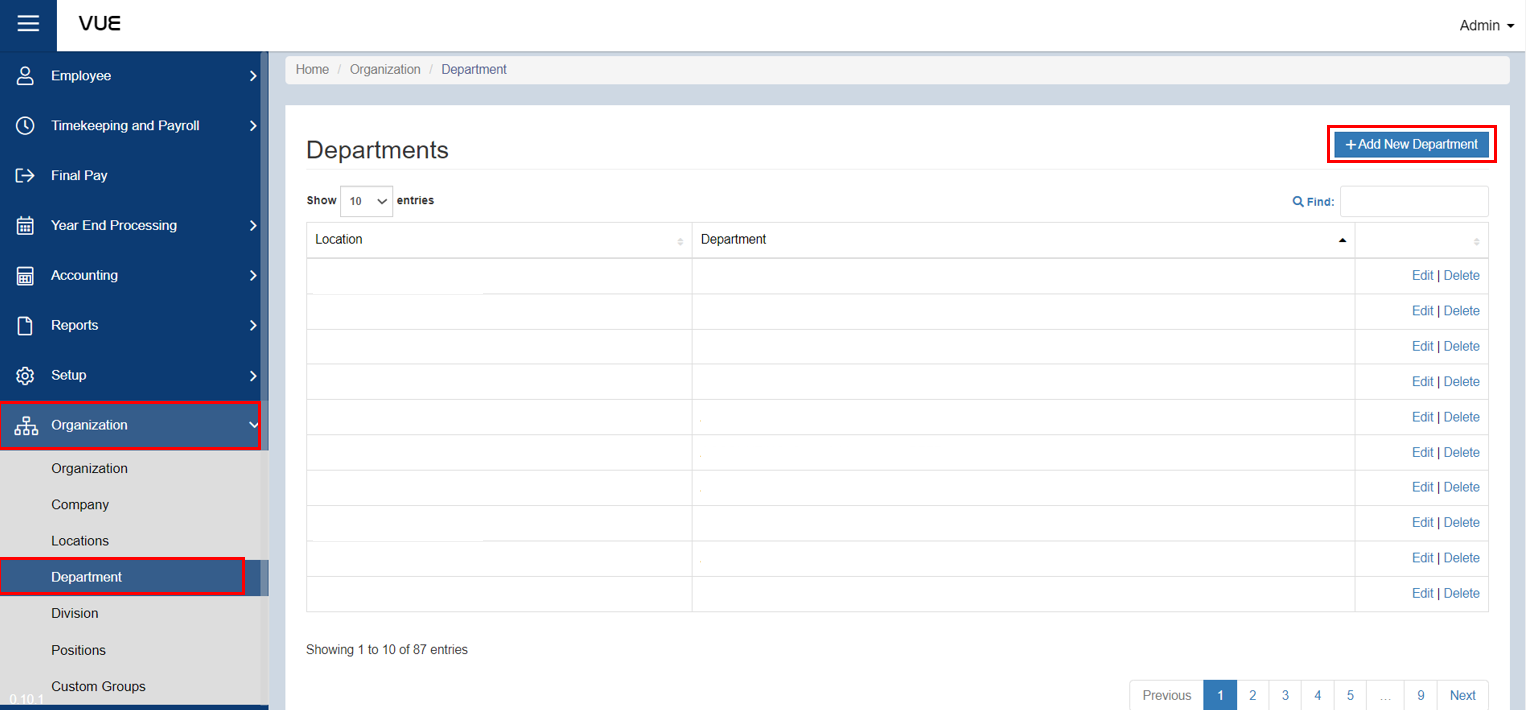 VUE
Admin
Employee
Timekeeping and Payroll
Final Pay
Year End Processing
Accounting
Reports
Setup
Organization
Organization
Company
Locations
Department
Division
Positions
Custom Groups
0.10.1
Home / Organization / Department
Departments
+Add New Department
Show 10 entries
Find:
Location Department
Edit | Delete
Edit | Delete
Edit | Delete
Edit | Delete
Edit | Delete
Edit | Delete
Edit | Delete
Edit | Delete
Edit | Delete
Edit | Delete
Showing 1 to 10 of 87 entries
Previous 1 2 3 4 5 … 9 Next